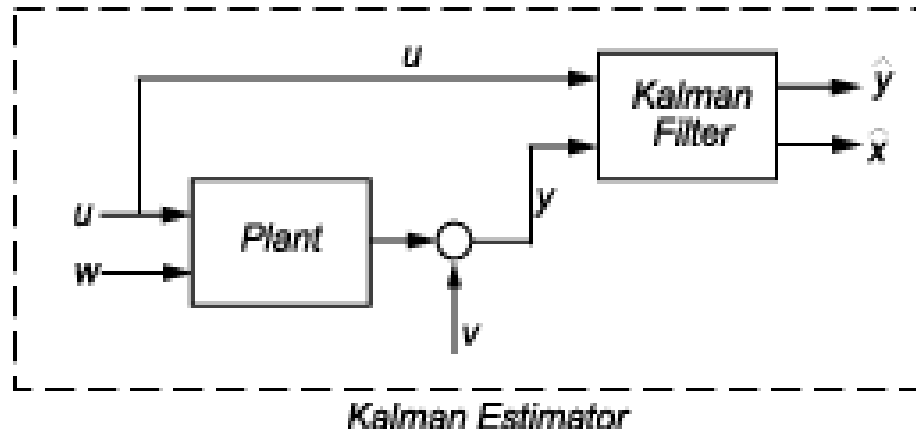 u
Kalman
Filter
ŷ
x̂
u
Plant
y
w
v
Kalman Estimator